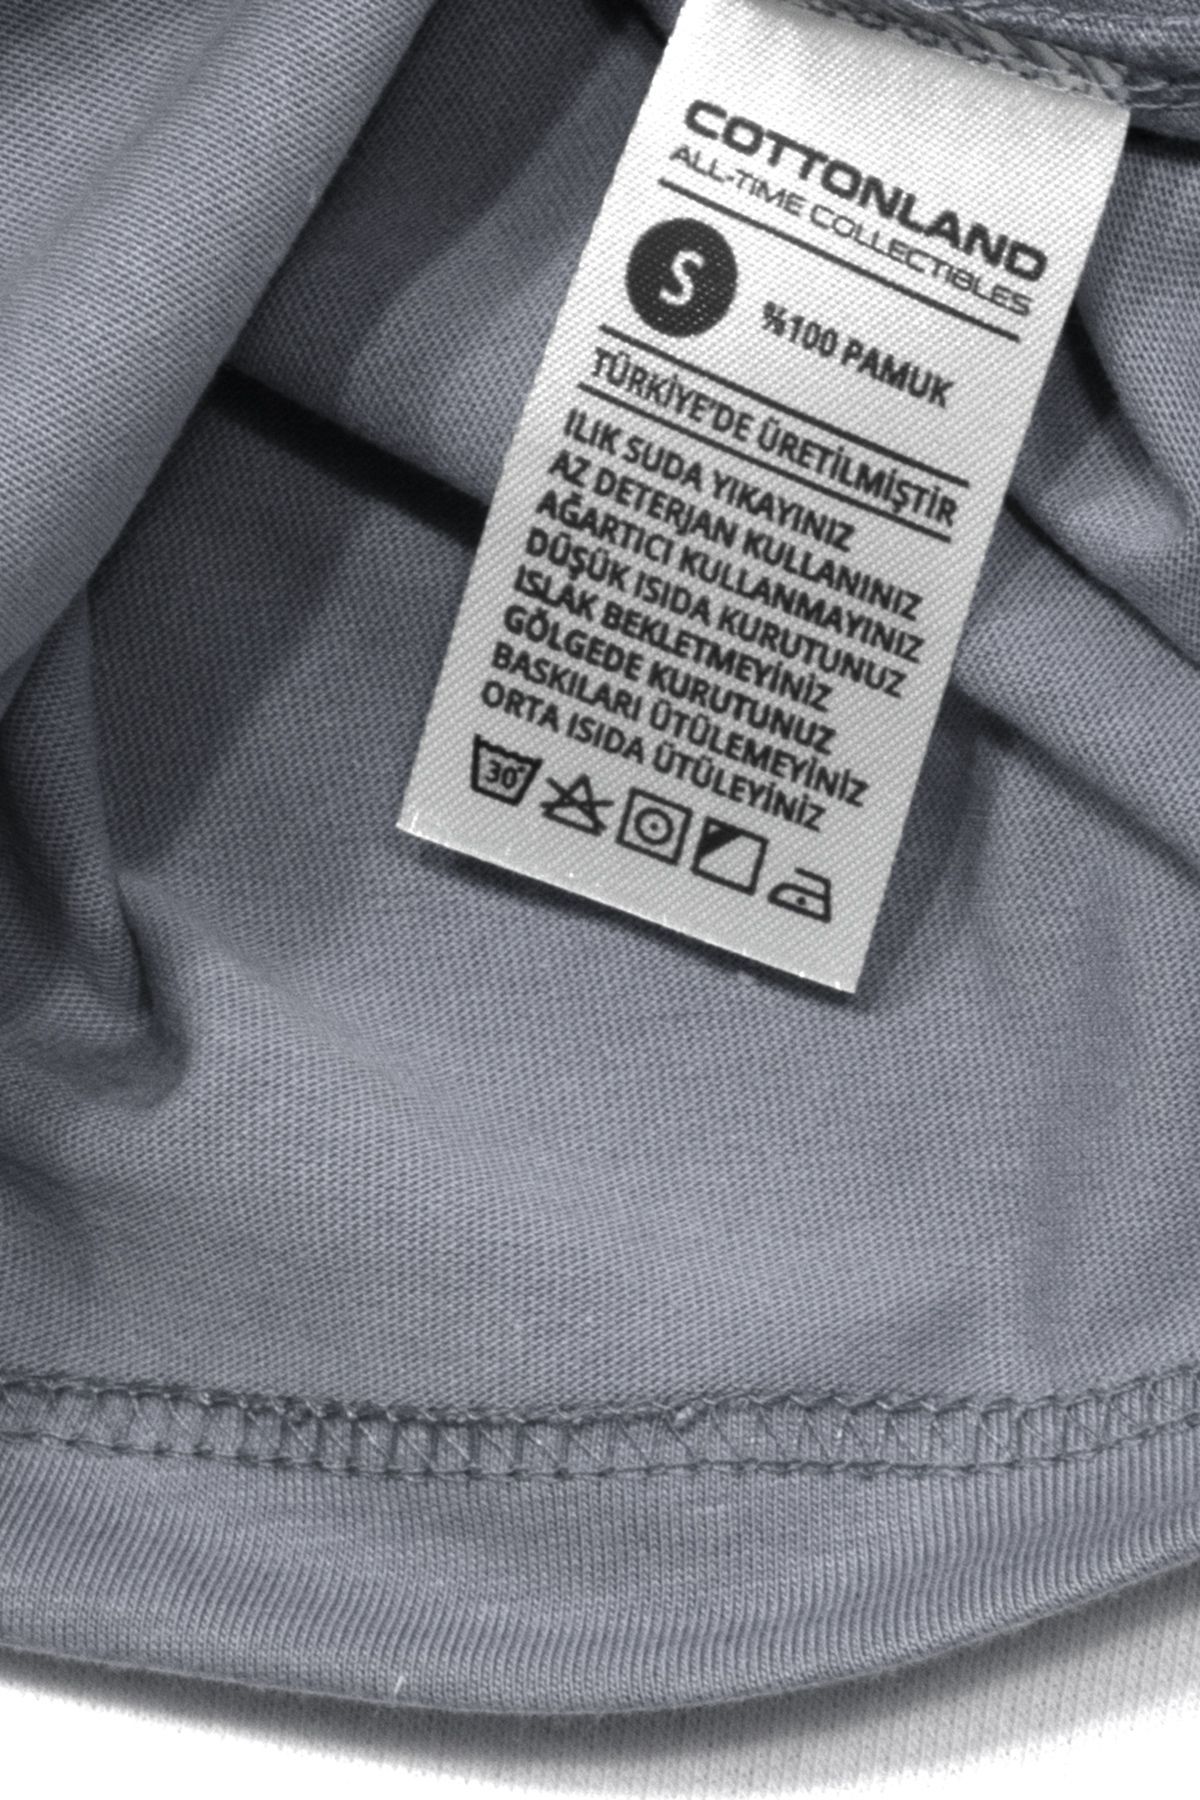 COTTONLAND
ALL-TIME COLLECTIBLES
S
%100 PAMUK
TÜRKİYE'DE ÜRETİLMİŞTİR
ILIK SUDA YIKAYINIZ
AZ DETERJAN KULLANINIZ
AĞARTICI KULLANMAYINIZ
DÜŞÜK ISIDA KURUTUNUZ
ISLAK BEKLETMEYİNİZ
GÖLGEDE KURUTUNUZ
BASKILARI ÜTÜLEMEYİNİZ
ORTA ISIDA ÜTÜLEYİNİZ
30°